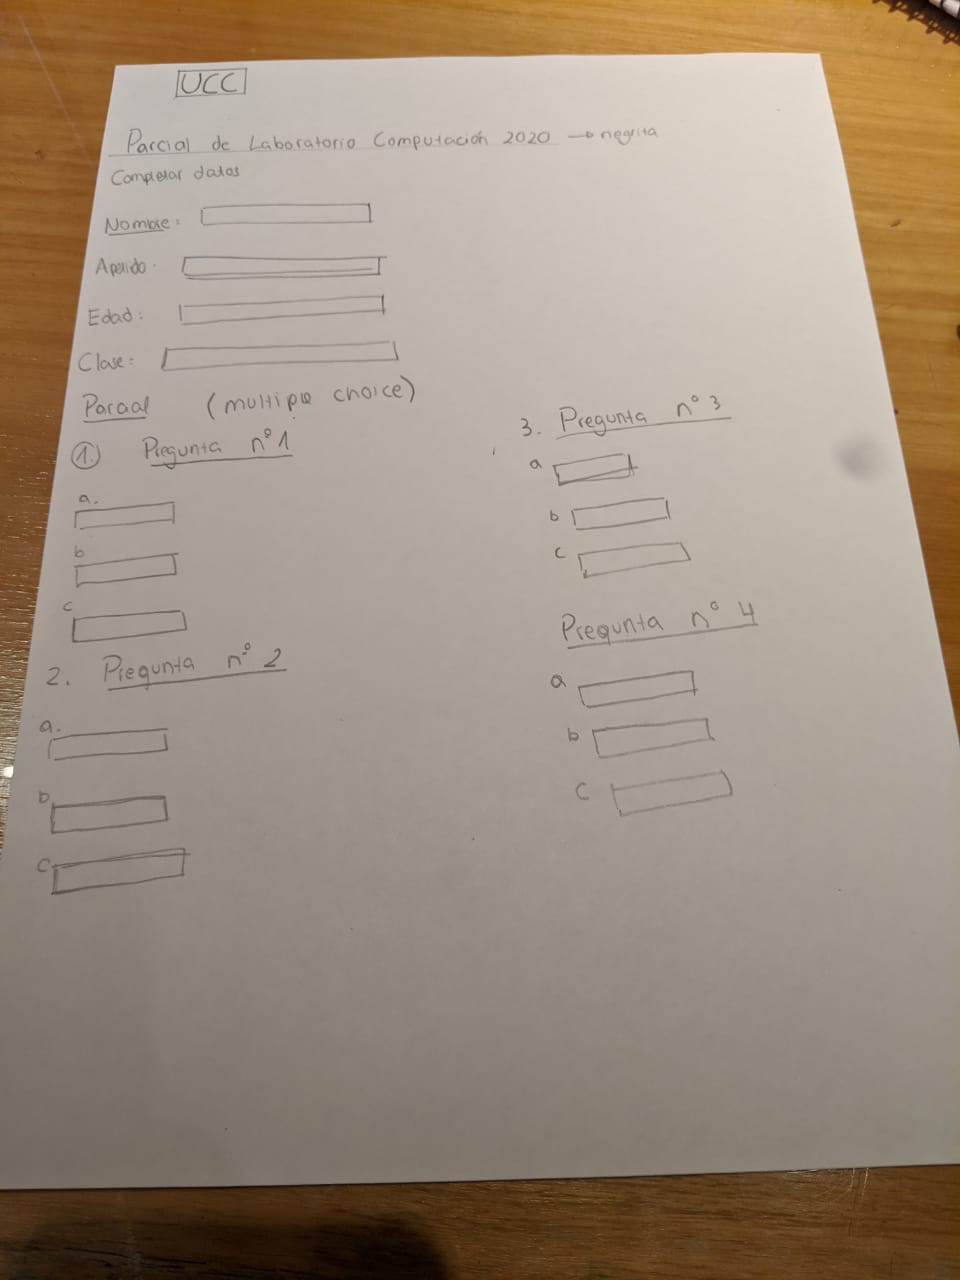 UCC
Parcial de Laboratorio Computación 2020 → negrita
Completar datos
Nombre:
Apellido:
Edad:
Clase:
Parcial (multiple choice)
1. Pregunta n°1
a.
b
c
2. Pregunta n° 2
a.
b
c
3. Pregunta n° 3
a
b
c
Pregunta n° 4
a
b
c